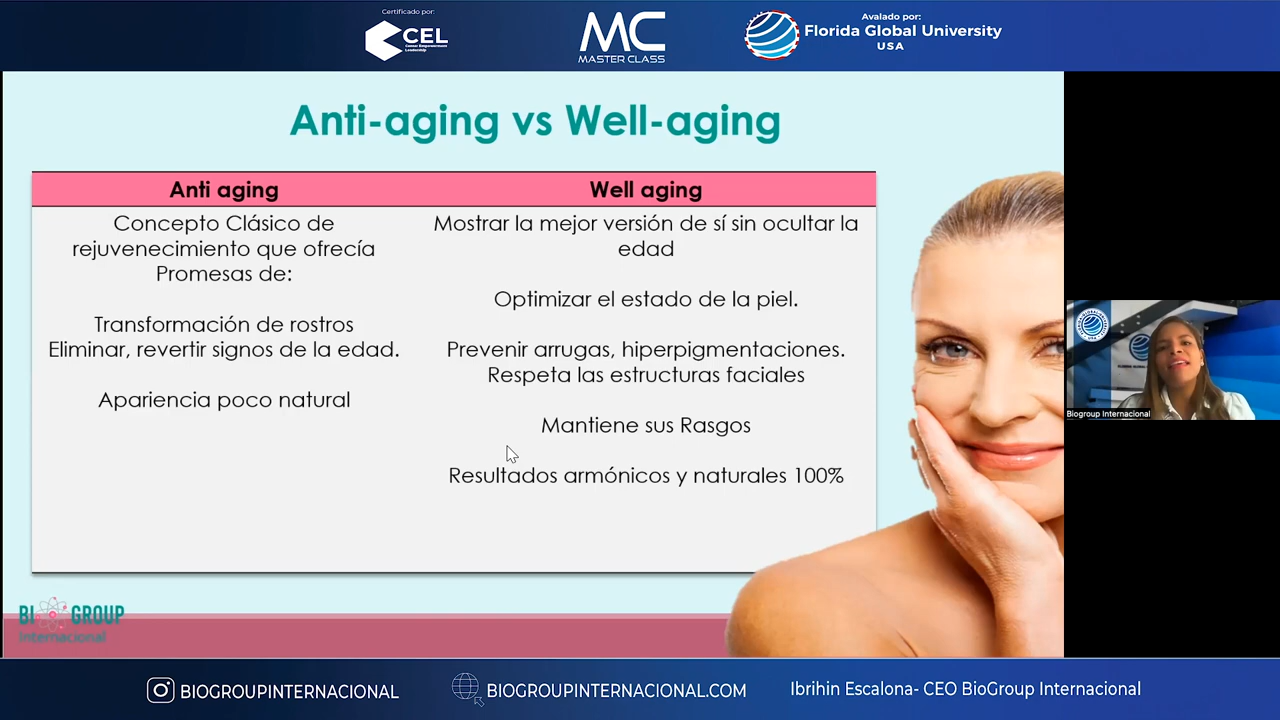 Certificado por:
CEL
Career Empowerment
Leadership
MC
MASTER CLASS
Avalado por:
Florida Global University
USA
Anti-aging vs Well-aging
Anti aging
Concepto Clásico de
rejuvenecimiento que ofrecía
Promesas de:
Transformación de rostros
Eliminar, revertir signos de la edad.
Apariencia poco natural
Well aging
Mostrar la mejor versión de sí sin ocultar la
edad
Optimizar el estado de la piel.
Prevenir arrugas, hiperpigmentaciones.
Respeta las estructuras faciales
Mantiene sus Rasgos
Resultados armónicos y naturales 100%
Biogroup Internacional
BIOGROUP
Internacional
BIOGROUPINTERNACIONAL
BIOGROUPINTERNACIONAL.COM
Ibrihin Escalona- CEO BioGroup Internacional